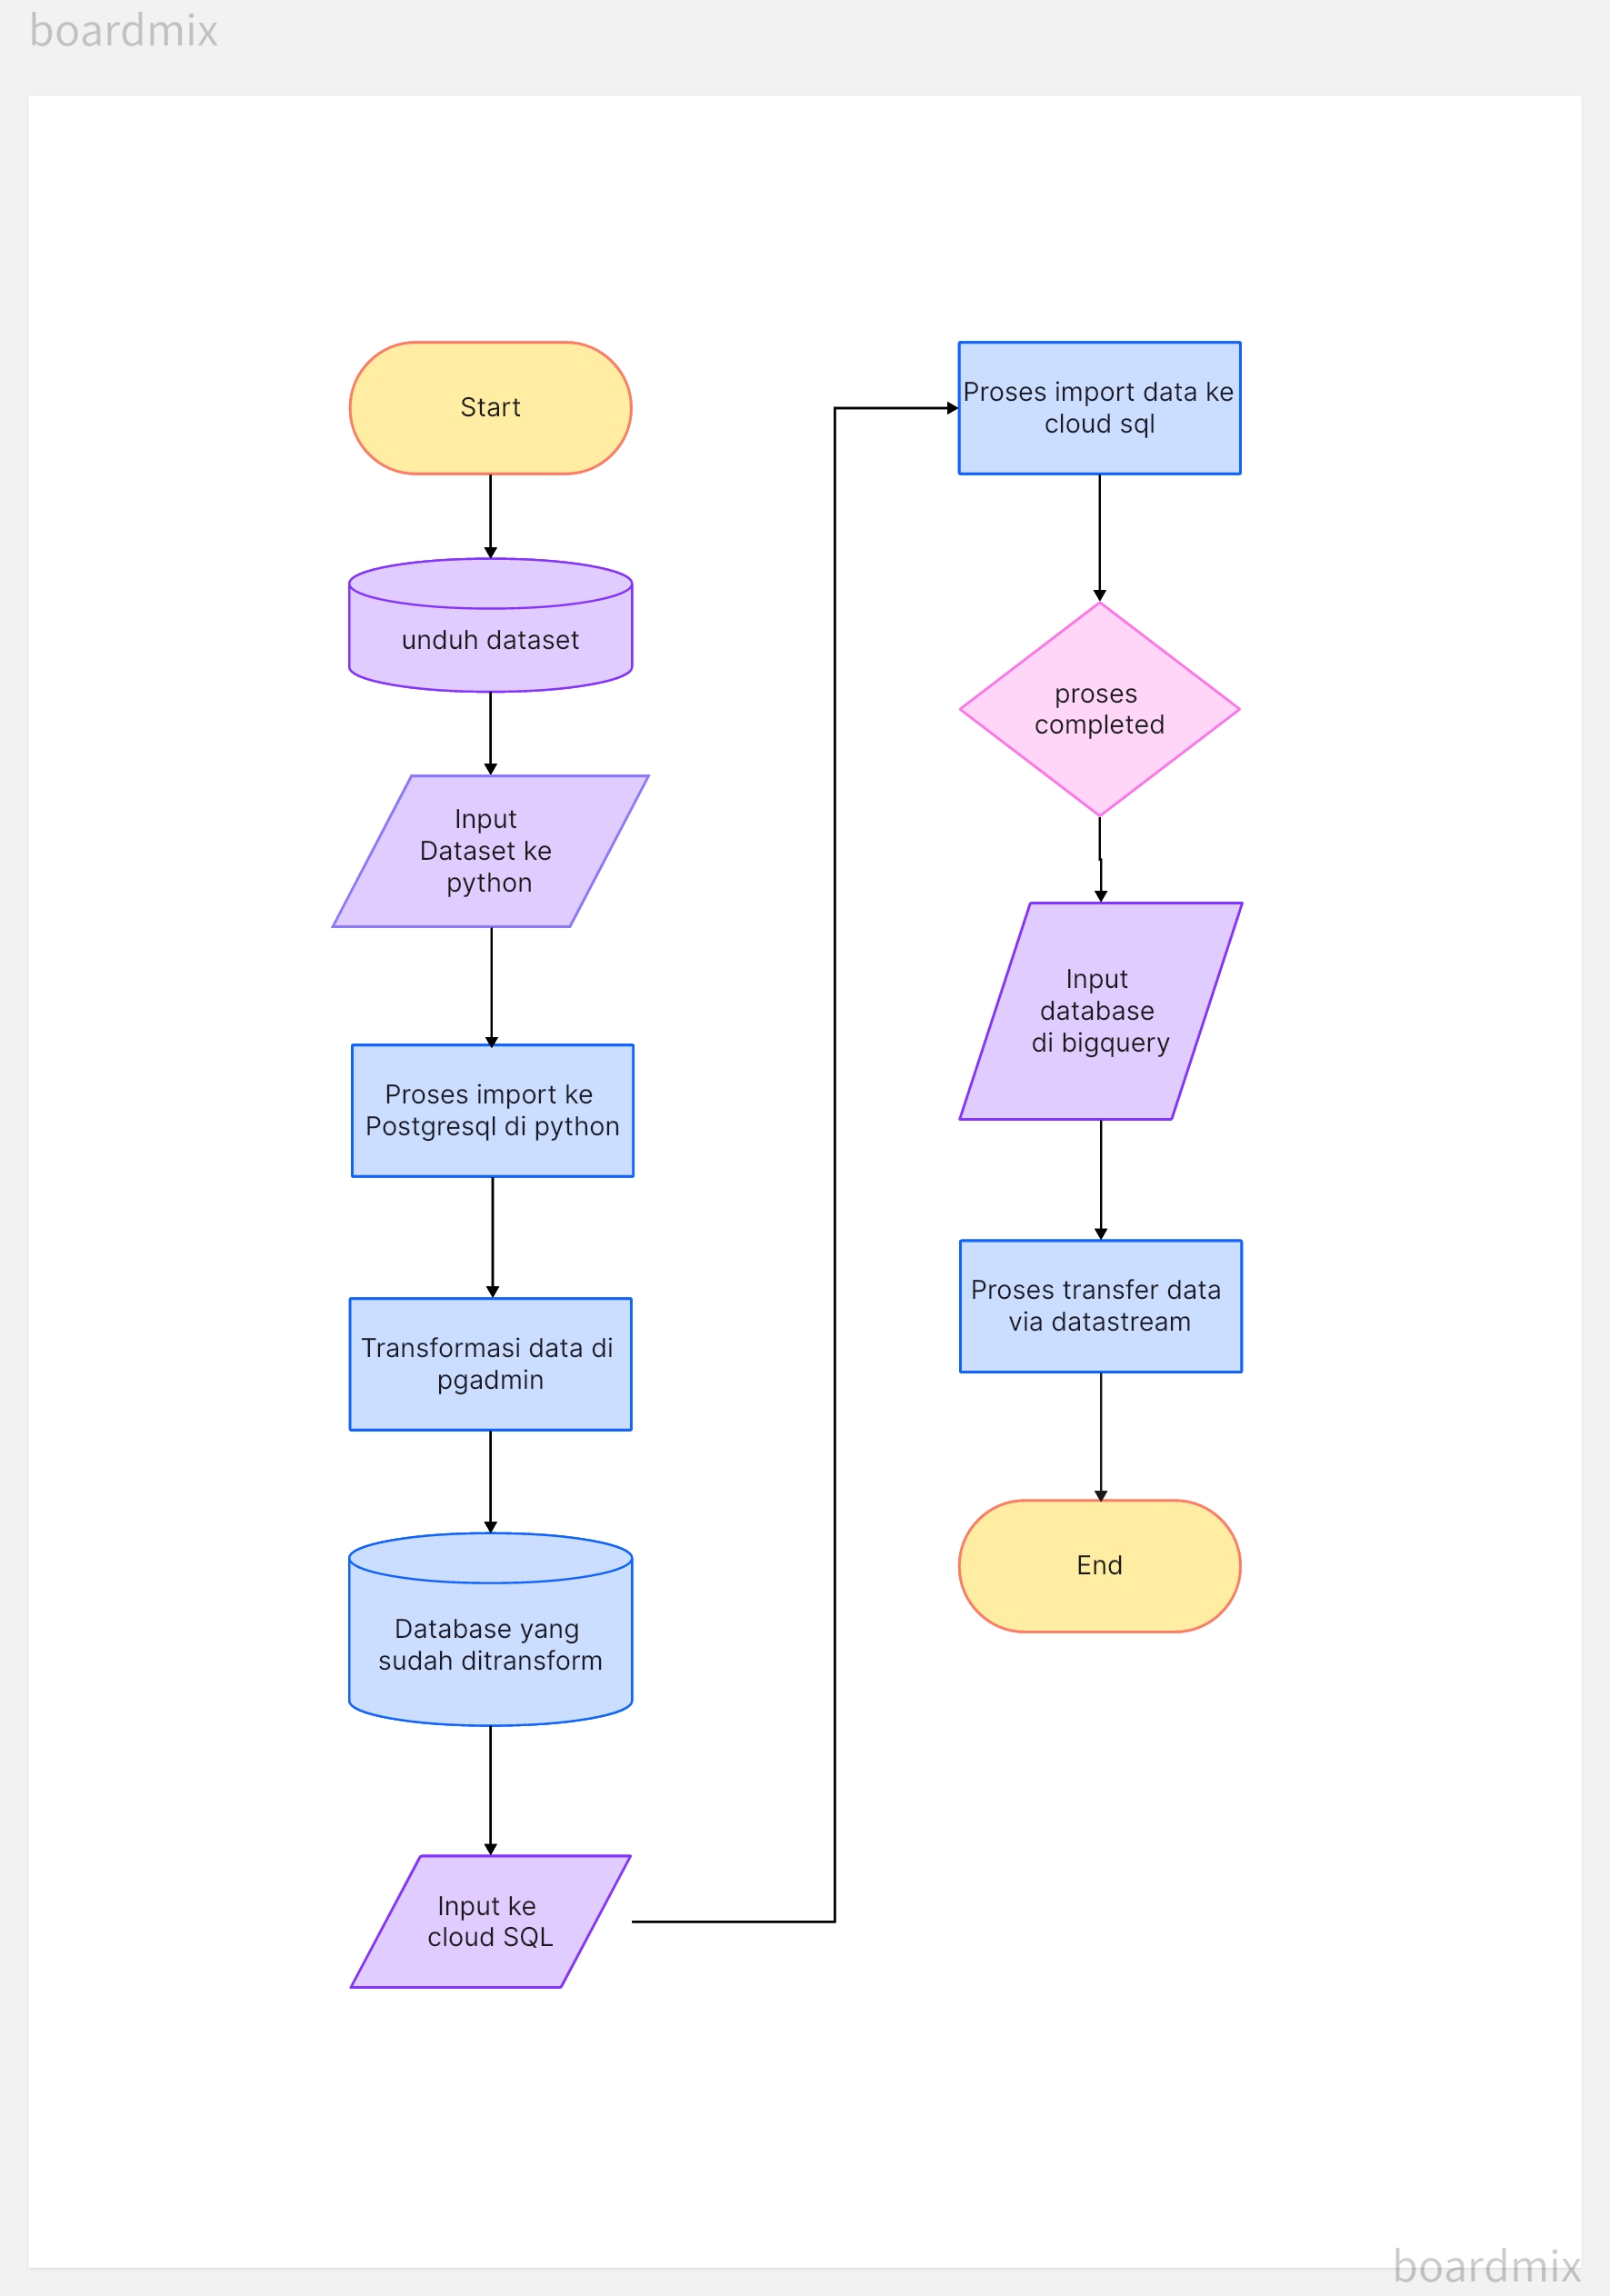 boardmix
Start
unduh dataset
Input
Dataset ke
python
Proses import ke
Postgresql di python
Transformasi data di
pgadmin
Database yang
sudah ditransform
Input ke
cloud SQL
Proses import data ke
cloud sql
proses
completed
Input
database
di bigquery
Proses transfer data
via datastream
End
boardmix